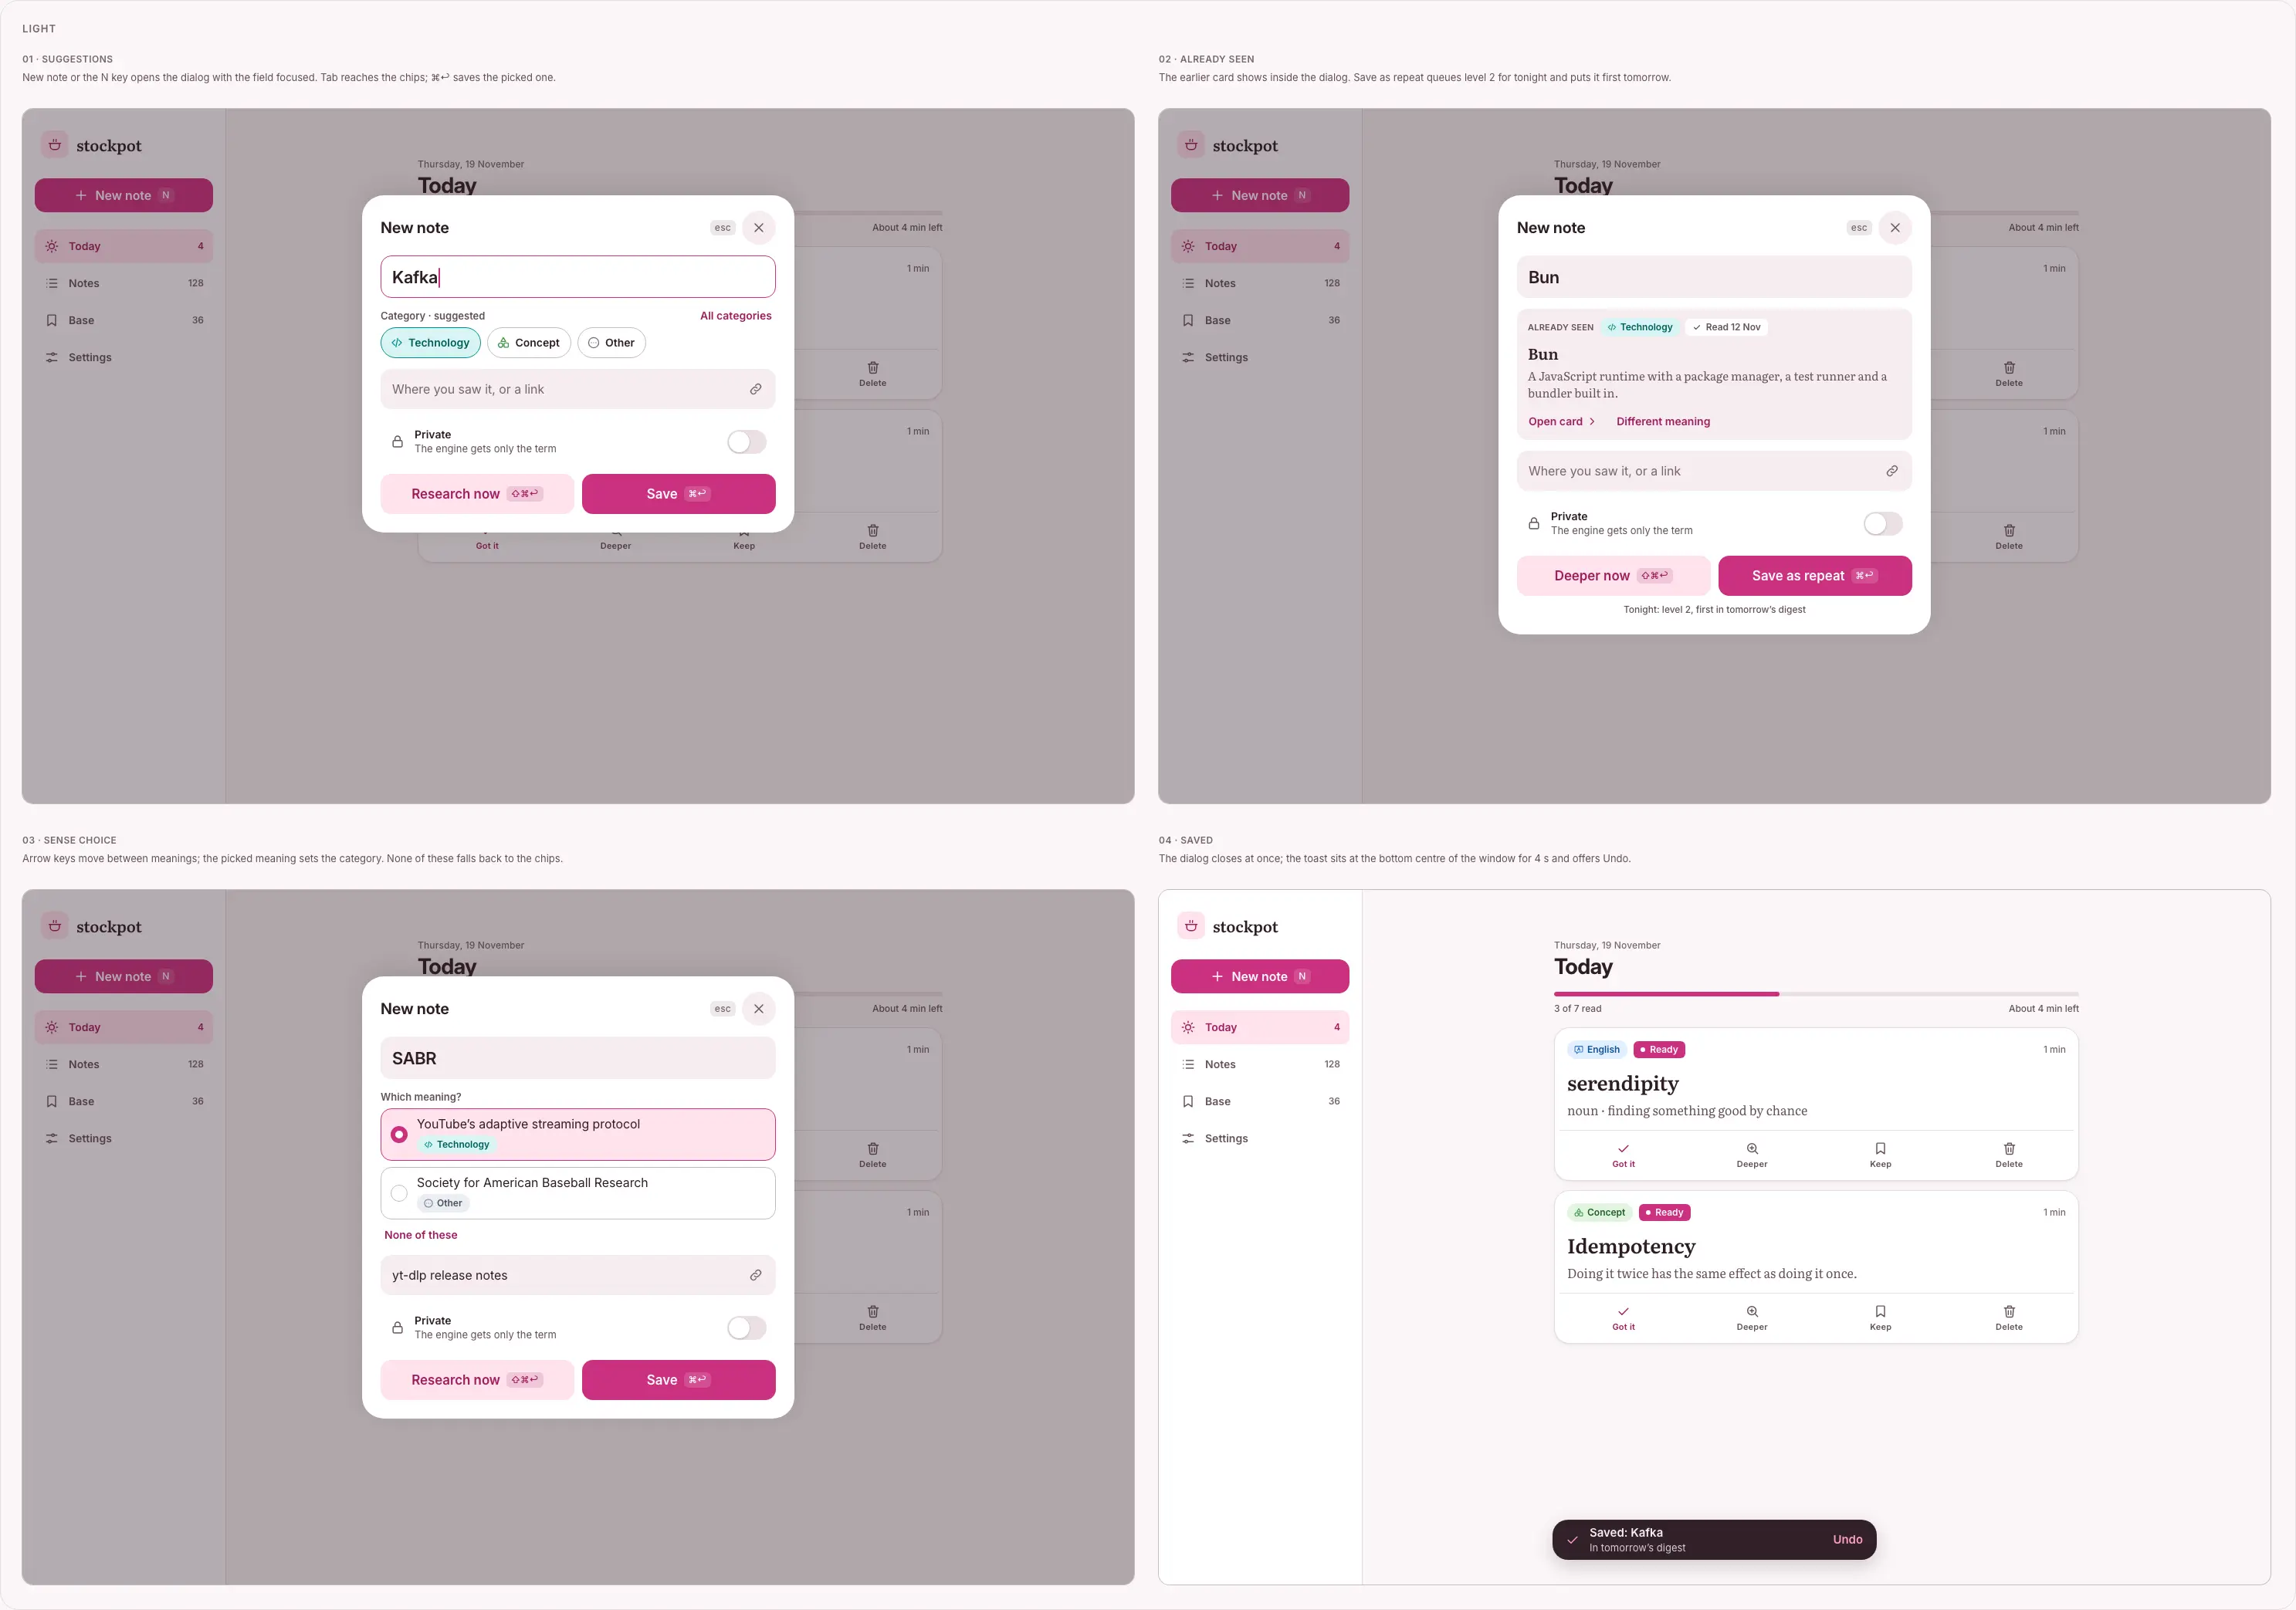 LIGHT
01 · SUGGESTIONS
New note or the N key opens the dialog with the field focused. Tab reaches the chips; ⌘↩ saves the picked one.
stockpot
New note N
Today 4
Notes 128
Base 36
Settings
Thursday, 19 November
Today
About 4 min left
1 min
Delete
1 min
Got it
Deeper
Keep
Delete
New note
esc
Kafka
Category · suggested
All categories
Technology
Concept
Other
Where you saw it, or a link
Private
The engine gets only the term
Research now ⇧⌘↩
Save ⌘↩
02 · ALREADY SEEN
The earlier card shows inside the dialog. Save as repeat queues level 2 for tonight and puts it first tomorrow.
stockpot
New note N
Today 4
Notes 128
Base 36
Settings
Thursday, 19 November
Today
About 4 min left
1 min
Delete
1 min
Delete
New note
esc
Bun
ALREADY SEEN
Technology
Read 12 Nov
Bun
A JavaScript runtime with a package manager, a test runner and a
bundler built in.
Open card
Different meaning
Where you saw it, or a link
Private
The engine gets only the term
Deeper now ⇧⌘↩
Save as repeat ⌘↩
Tonight: level 2, first in tomorrow’s digest
03 · SENSE CHOICE
Arrow keys move between meanings; the picked meaning sets the category. None of these falls back to the chips.
stockpot
New note N
Today 4
Notes 128
Base 36
Settings
Thursday, 19 November
Today
About 4 min left
1 min
Delete
1 min
Delete
New note
esc
SABR
Which meaning?
YouTube’s adaptive streaming protocol
Technology
Society for American Baseball Research
Other
None of these
yt-dlp release notes
Private
The engine gets only the term
Research now ⇧⌘↩
Save ⌘↩
04 · SAVED
The dialog closes at once; the toast sits at the bottom centre of the window for 4 s and offers Undo.
stockpot
New note N
Today 4
Notes 128
Base 36
Settings
Thursday, 19 November
Today
3 of 7 read
About 4 min left
English
Ready
1 min
serendipity
noun · finding something good by chance
Got it
Deeper
Keep
Delete
Concept
Ready
1 min
Idempotency
Doing it twice has the same effect as doing it once.
Got it
Deeper
Keep
Delete
Saved: Kafka
In tomorrow’s digest
Undo